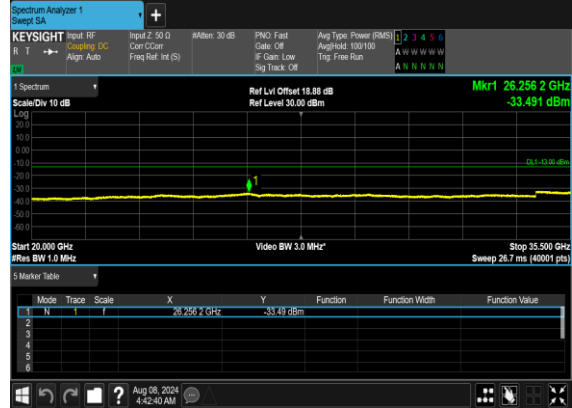 Spectrum Analyzer 1
Swept SA
+
KEYSIGHT Input: RF Input Z: 50 Ω #Atten: 30 dB PNO: Fast Avg Type: Power (RMS) 1 2 3 4 5 6
R T Coupling: DC Corr CCorr Gate: Off Avg|Hold: 100/100 A W W W W W
Align: Auto Freq Ref: Int (S) IF Gain: Low Trig: Free Run
Sig Track: Off A N N N N N
1 Spectrum Ref Lvl Offset 18.88 dB Mkr1 26.256 2 GHz
Scale/Div 10 dB Ref Level 30.00 dBm -33.491 dBm
Log
20.0
10.0
0.00
-10.0 DL1 -13.00 dBm
-20.0
-30.0 1
-40.0
-50.0
-60.0
Start 20.000 GHz Video BW 3.0 MHz* Stop 35.500 GHz
#Res BW 1.0 MHz Sweep 26.7 ms (40001 pts)
5 Marker Table
Mode Trace Scale X Y Function Function Width Function Value
1 N 1 f 26.256 2 GHz -33.49 dBm
2
3
4
5
6
? Aug 08, 2024
4:42:40 AM